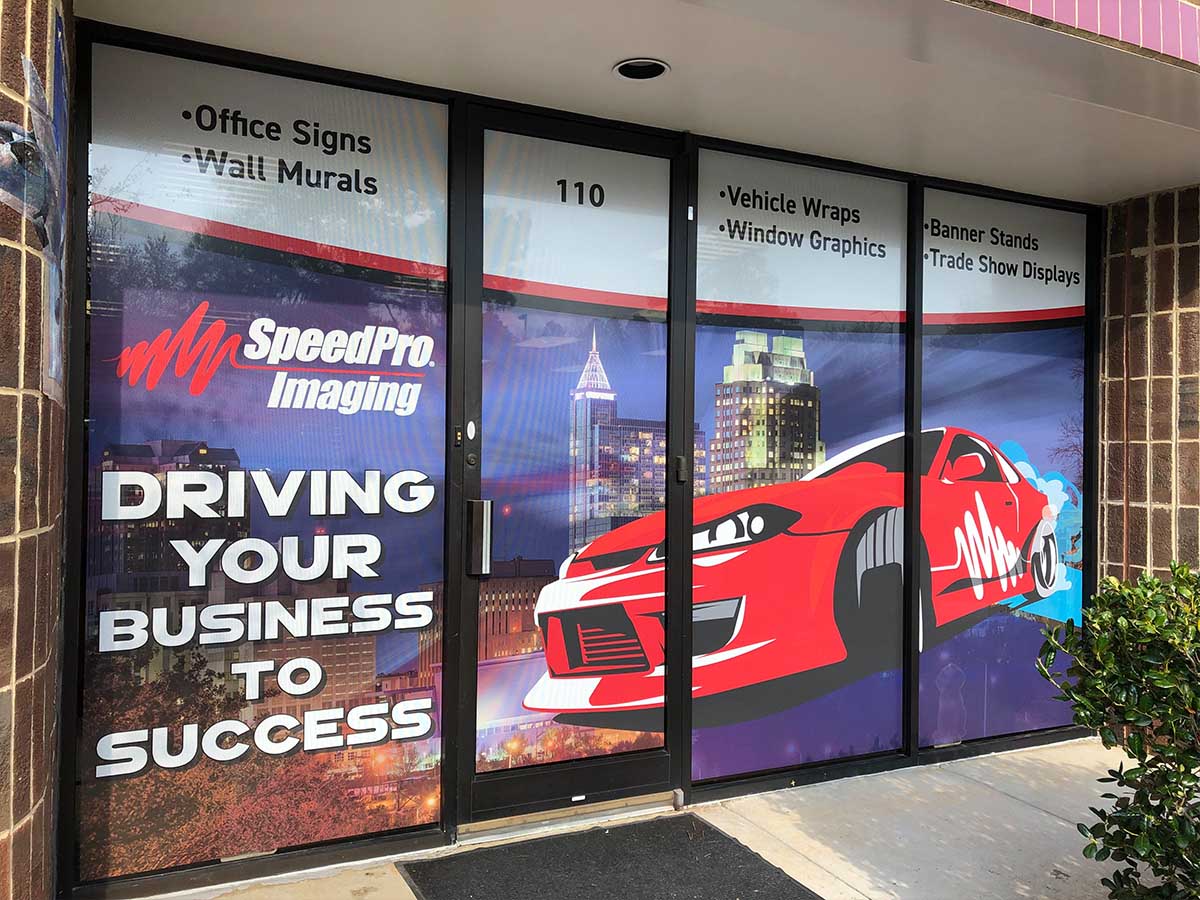 •Office Signs
•Wall Murals
110
•Vehicle Wraps
•Window Graphics
•Banner Stands
•Trade Show Displays
SpeedPro®
Imaging
DRIVING
YOUR
BUSINESS
TO
SUCCESS